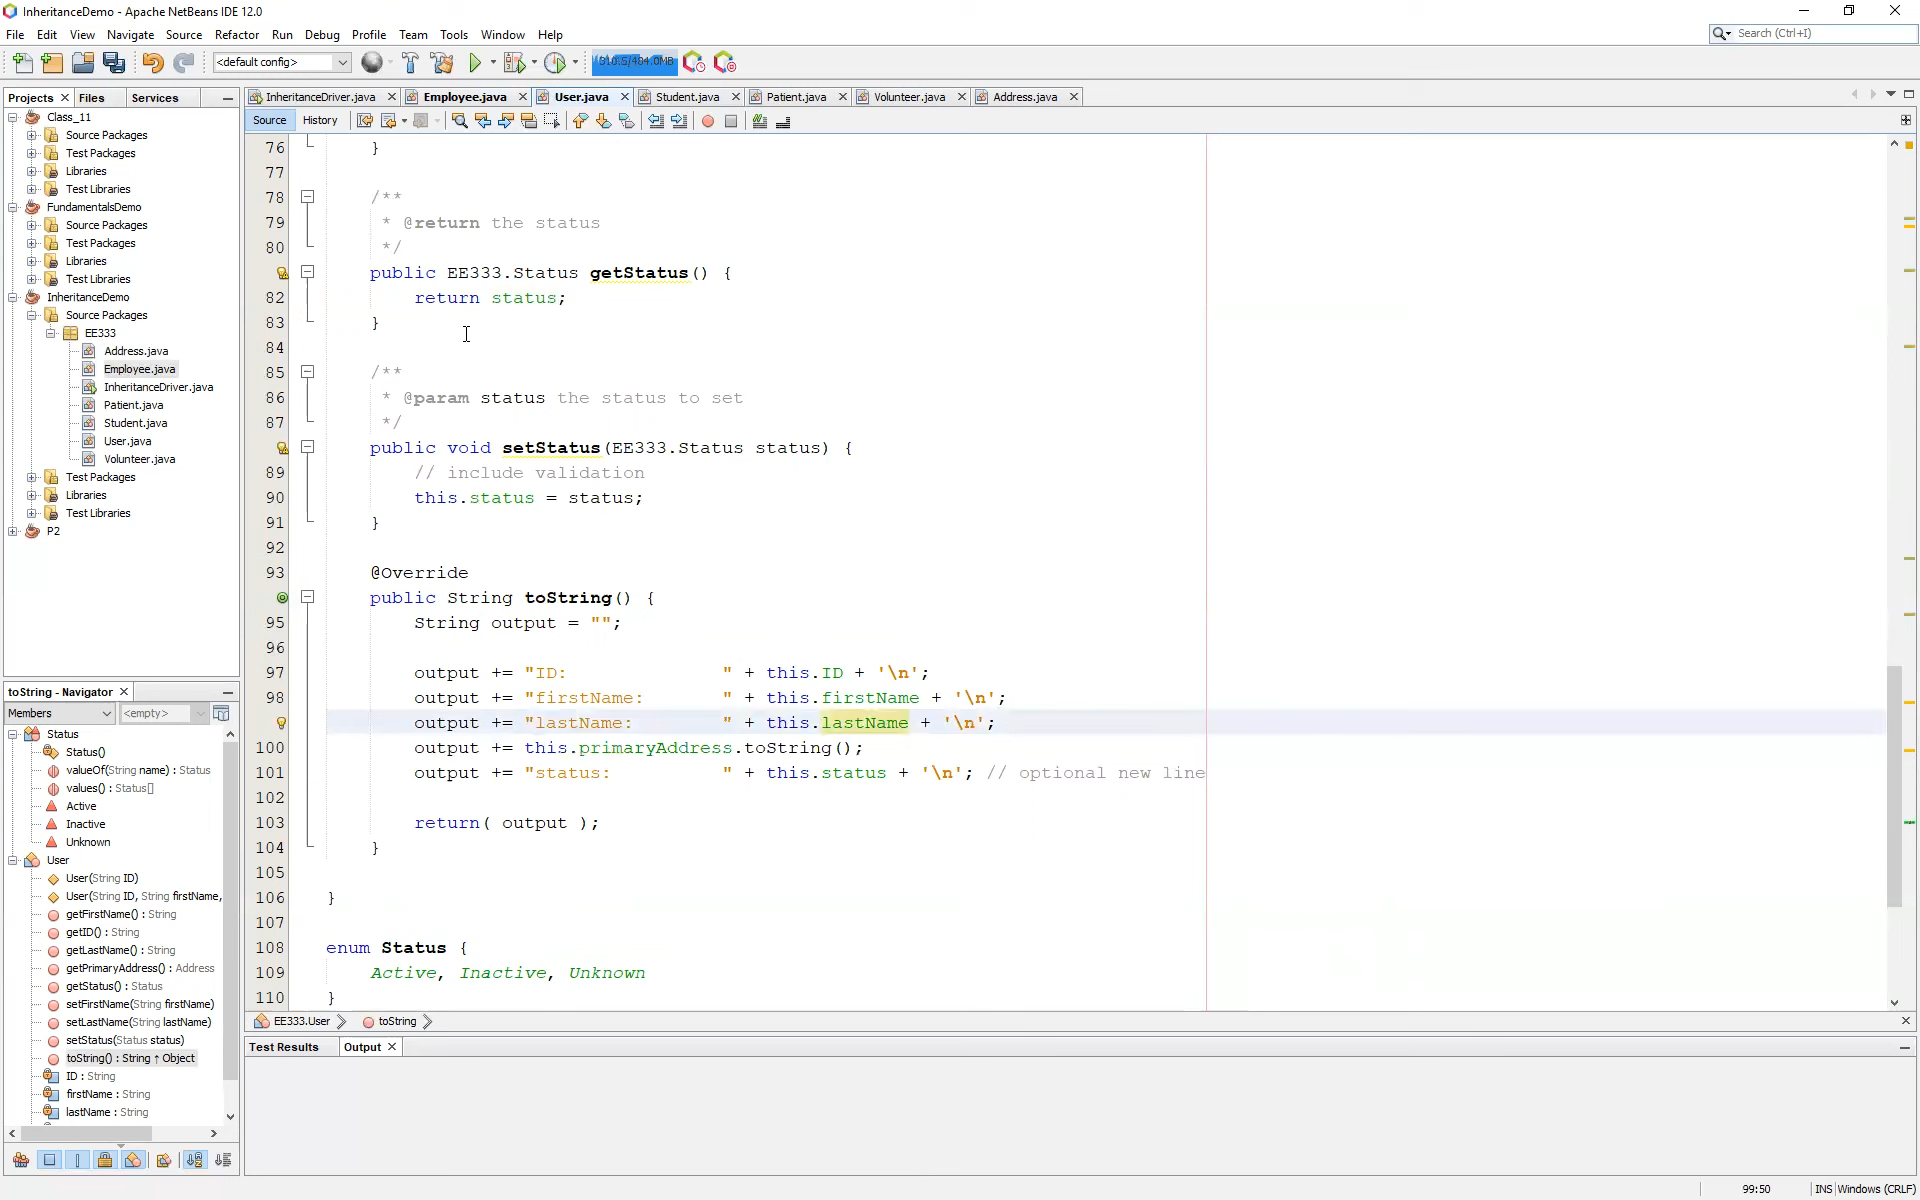 InheritanceDemo - Apache NetBeans IDE 12.0
File Edit View Navigate Source Refactor Run Debug Profile Team Tools Window Help
Search (Ctrl+I)
<default config>
310.5/484.0MB
Projects Files Services
InheritanceDriver.java Employee.java User.java Student.java Patient.java Volunteer.java Address.java
Source History
Class_11
Source Packages
Test Packages
Libraries
Test Libraries
FundamentalsDemo
Source Packages
Test Packages
Libraries
Test Libraries
InheritanceDemo
Source Packages
EE333
Address.java
Employee.java
InheritanceDriver.java
Patient.java
Student.java
User.java
Volunteer.java
Test Packages
Libraries
Test Libraries
P2
toString - Navigator
Members <empty>
Status
Status()
valueOf(String name) : Status
values() : Status[]
Active
Inactive
Unknown
User
User(String ID)
User(String ID, String firstName,
getFirstName() : String
getID() : String
getLastName() : String
getPrimaryAddress() : Address
getStatus() : Status
setFirstName(String firstName)
setLastName(String lastName)
setStatus(Status status)
toString() : String ↑ Object
ID : String
firstName : String
lastName : String
76 }
77
78 /**
79 * @return the status
80 */
public EE333.Status getStatus() {
82 return status;
83 }
84
85 /**
86 * @param status the status to set
87 */
public void setStatus(EE333.Status status) {
89 // include validation
90 this.status = status;
91 }
92
93 @Override
public String toString() {
95 String output = "";
96
97 output += "ID:              " + this.ID + '\n';
98 output += "firstName:       " + this.firstName + '\n';
output += "lastName:        " + this.lastName + '\n';
100 output += this.primaryAddress.toString();
101 output += "status:          " + this.status + '\n'; // optional new line
102
103 return( output );
104 }
105
106 }
107
108 enum Status {
109 Active, Inactive, Unknown
110 }
EE333.User toString
Test Results Output
99:50 INS Windows (CRLF)